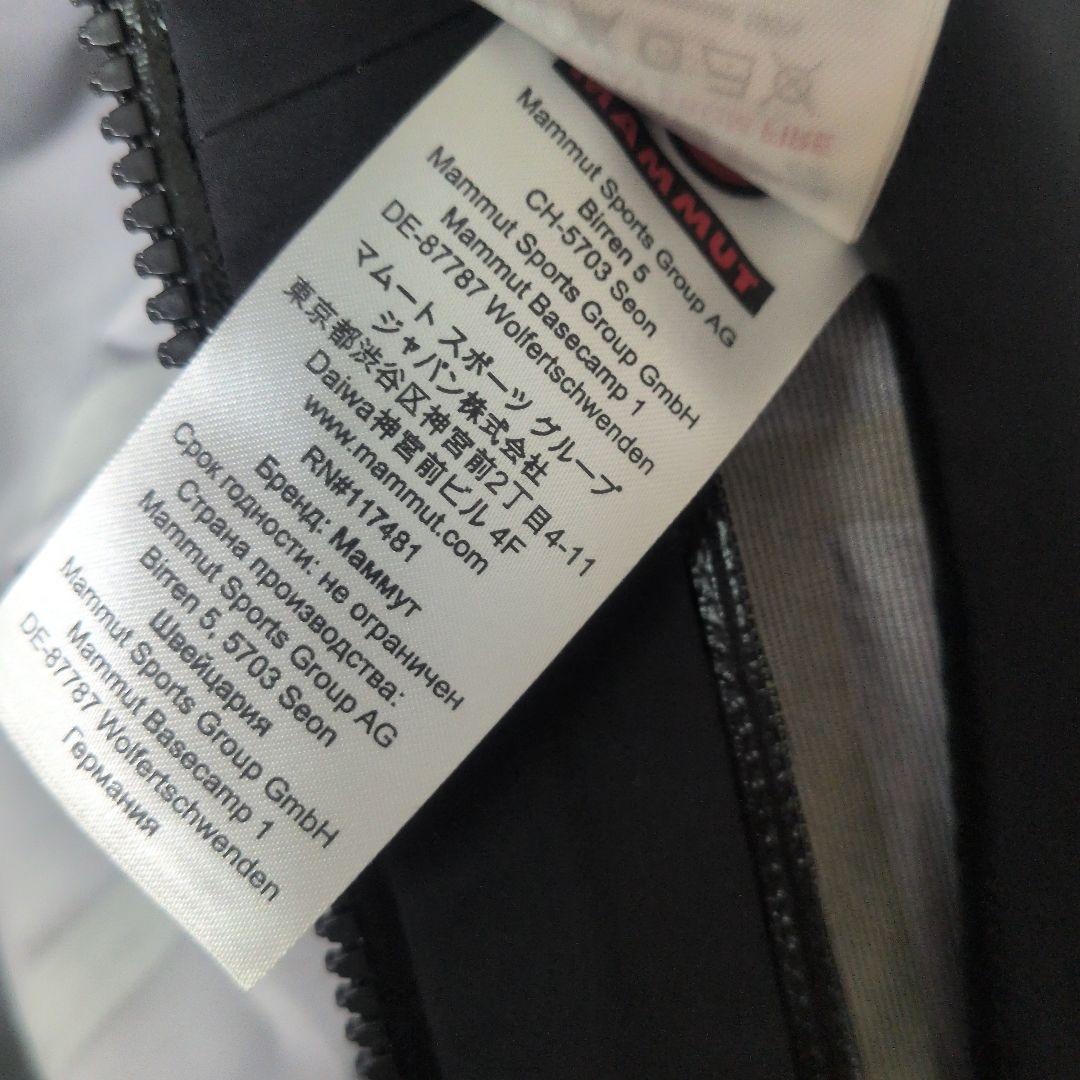 MAMMUT
Mammut Sports Group AG
Birren 5
CH-5703 Seon
Mammut Sports Group GmbH
Mammut Basecamp 1
DE-87787 Wolfertschwenden
マムート スポーツ グループ
ジャパン株式会社
東京都渋谷区神宮前2丁目4-11
Daiwa神宮前ビル 4F
www.mammut.com
RN#117481
Бренд: Маммут
Срок годности: не ограничен
Страна производства:
Mammut Sports Group AG
Birren 5, 5703 Seon
Швейцария
Mammut Sports Group GmbH
Mammut Basecamp 1
DE-87787 Wolfertschwenden
Германия